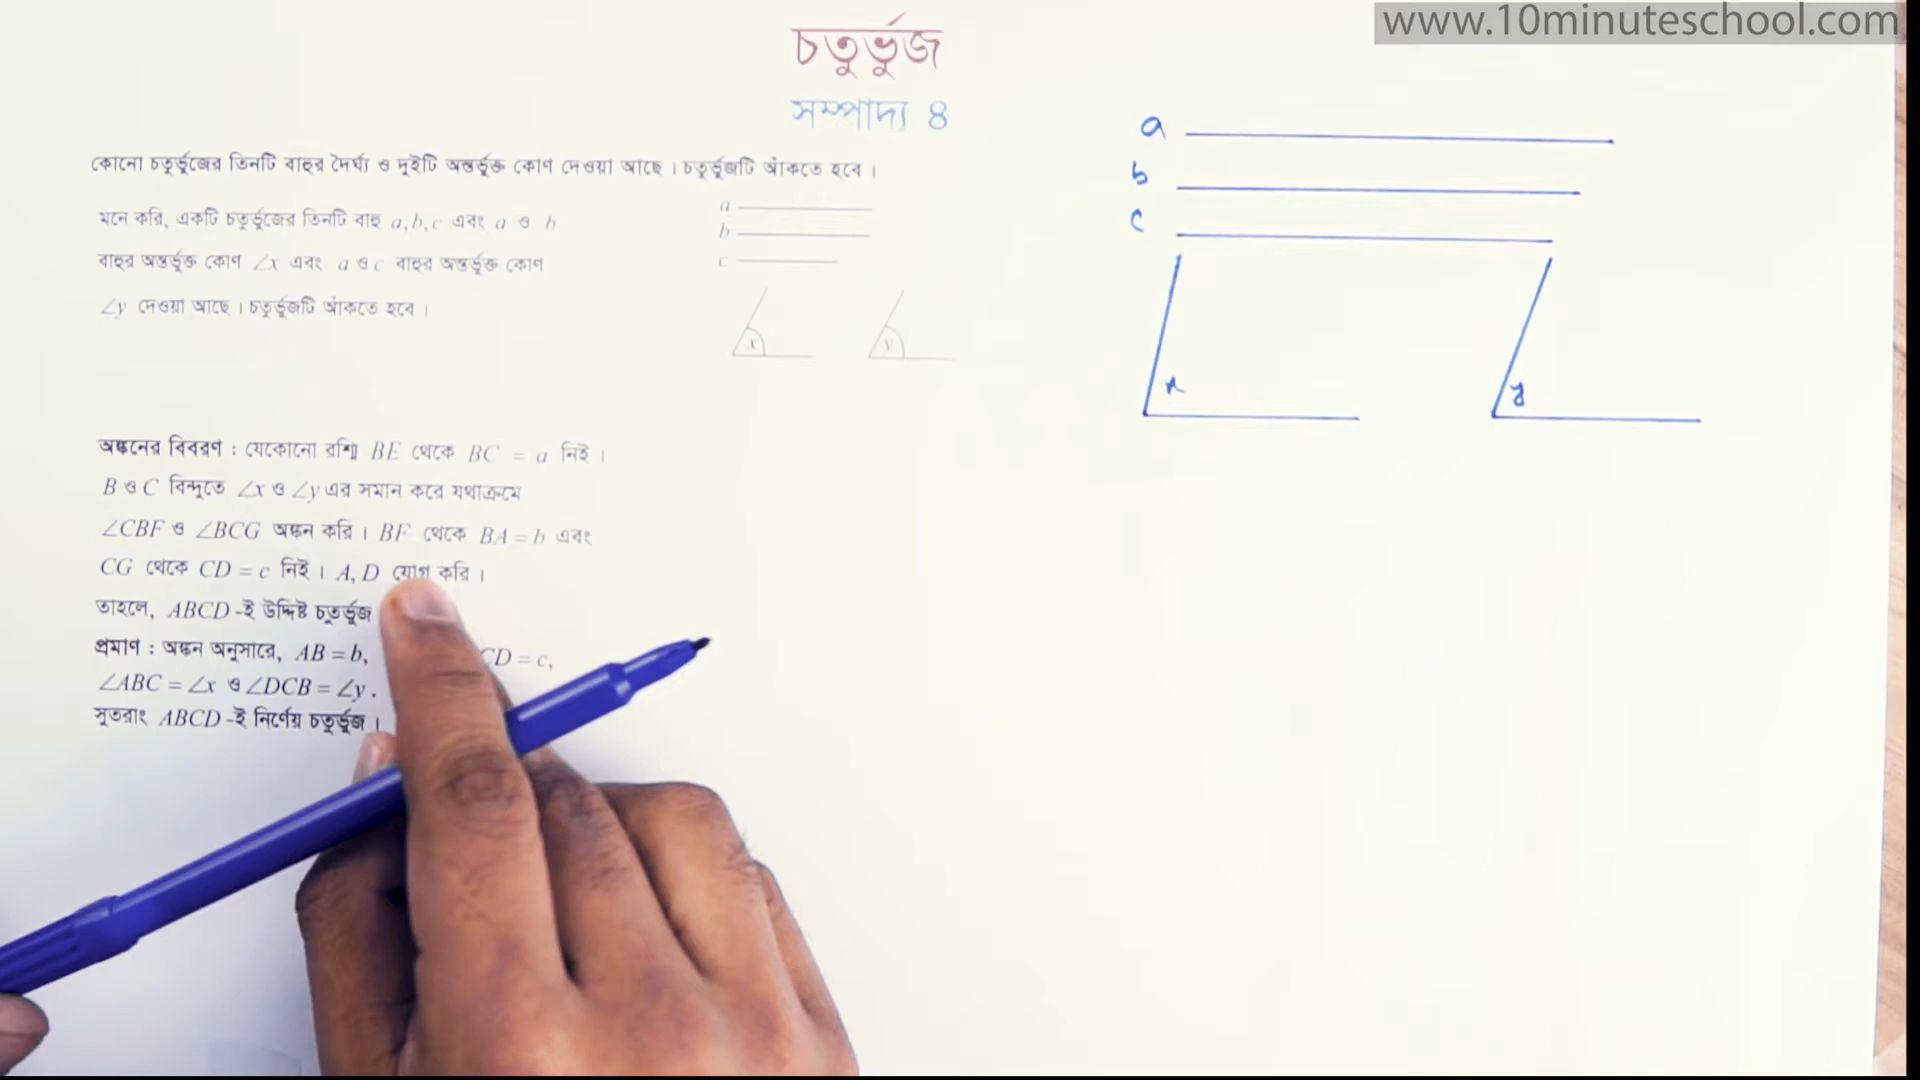 www.10minuteschool.com
চতুর্ভুজ
সম্পাদ্য ৪
কোনো চতুর্ভুজের তিনটি বাহুর দৈর্ঘ্য ও দুইটি অন্তর্ভুক্ত কোণ দেওয়া আছে । চতুর্ভুজটি আঁকতে হবে ।
মনে করি, একটি চতুর্ভুজের তিনটি বাহু a, b, c এবং a ও b
বাহুর অন্তর্ভুক্ত কোণ ∠x এবং a ও c বাহুর অন্তর্ভুক্ত কোণ
∠y দেওয়া আছে । চতুর্ভুজটি আঁকতে হবে ।
a
b
c
x y
অঙ্কনের বিবরণ : যেকোনো রশ্মি BE থেকে BC = a নিই ।
B ও C বিন্দুতে ∠x ও ∠y এর সমান করে যথাক্রমে
∠CBF ও ∠BCG অঙ্কন করি । BF থেকে BA = b এবং
CG থেকে CD = c নিই । A, D যোগ করি ।
তাহলে, ABCD -ই উদ্দিষ্ট চতুর্ভুজ
প্রমাণ : অঙ্কন অনুসারে, AB = b, CD = c,
∠ABC = ∠x ও ∠DCB = ∠y .
সুতরাং ABCD -ই নির্ণেয় চতুর্ভুজ ।
a
b
c
x y